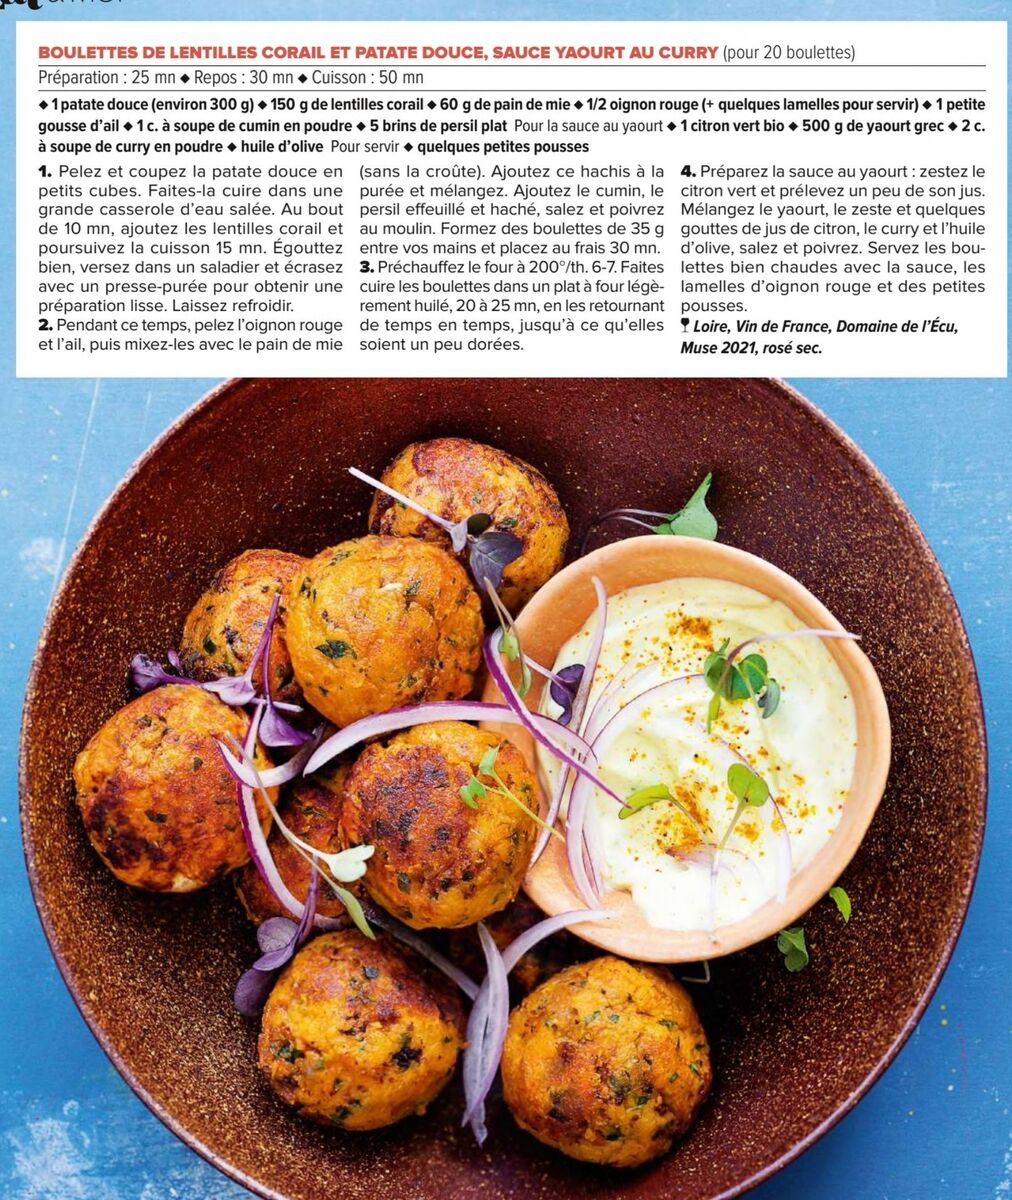 BOULETTES DE LENTILLES CORAIL ET PATATE DOUCE, SAUCE YAOURT AU CURRY (pour 20 boulettes)
Préparation : 25 mn ◆ Repos : 30 mn ◆ Cuisson : 50 mn
◆ 1 patate douce (environ 300 g) ◆ 150 g de lentilles corail ◆ 60 g de pain de mie ◆ 1/2 oignon rouge (+ quelques lamelles pour servir) ◆ 1 petite
gousse d’ail ◆ 1 c. à soupe de cumin en poudre ◆ 5 brins de persil plat Pour la sauce au yaourt ◆ 1 citron vert bio ◆ 500 g de yaourt grec ◆ 2 c.
à soupe de curry en poudre ◆ huile d’olive Pour servir ◆ quelques petites pousses
1. Pelez et coupez la patate douce en
petits cubes. Faites-la cuire dans une
grande casserole d’eau salée. Au bout
de 10 mn, ajoutez les lentilles corail et
poursuivez la cuisson 15 mn. Égouttez
bien, versez dans un saladier et écrasez
avec un presse-purée pour obtenir une
préparation lisse. Laissez refroidir.
2. Pendant ce temps, pelez l’oignon rouge
et l’ail, puis mixez-les avec le pain de mie
(sans la croûte). Ajoutez ce hachis à la
purée et mélangez. Ajoutez le cumin, le
persil effeuillé et haché, salez et poivrez
au moulin. Formez des boulettes de 35 g
entre vos mains et placez au frais 30 mn.
3. Préchauffez le four à 200°/th. 6-7. Faites
cuire les boulettes dans un plat à four légè-
rement huilé, 20 à 25 mn, en les retournant
de temps en temps, jusqu’à ce qu’elles
soient un peu dorées.
4. Préparez la sauce au yaourt : zestez le
citron vert et prélevez un peu de son jus.
Mélangez le yaourt, le zeste et quelques
gouttes de jus de citron, le curry et l’huile
d’olive, salez et poivrez. Servez les bou-
lettes bien chaudes avec la sauce, les
lamelles d’oignon rouge et des petites
pousses.
Loire, Vin de France, Domaine de l’Écu,
Muse 2021, rosé sec.